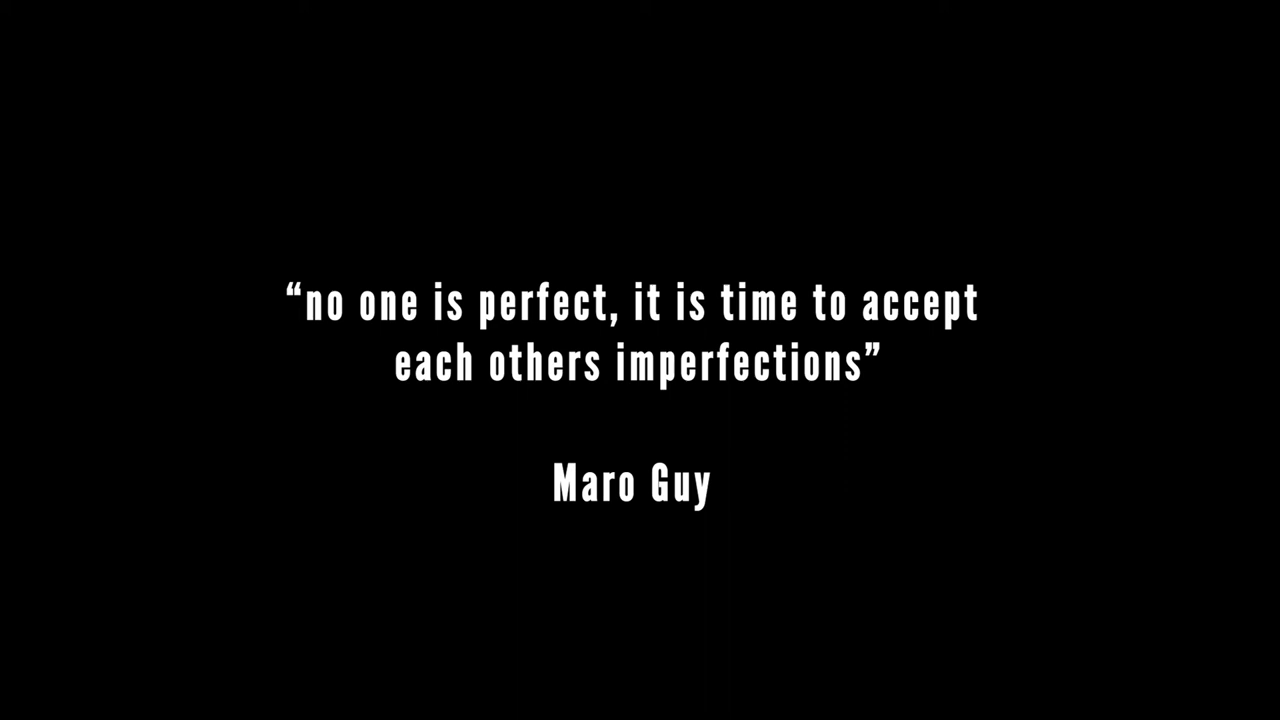 “no one is perfect, it is time to accept
each others imperfections”
Maro Guy